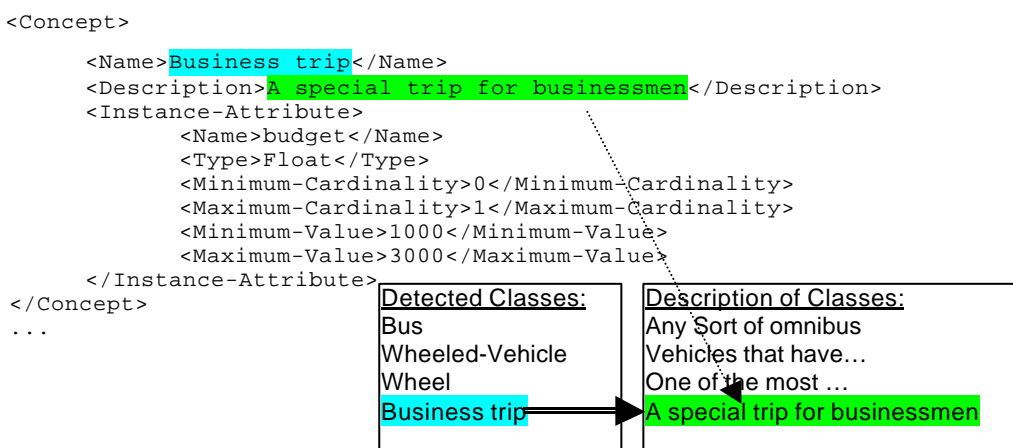 <Concept>
<Name>Business trip</Name>
<Description>A special trip for businessmen</Description>
<Instance-Attribute>
<Name>budget</Name>
<Type>Float</Type>
<Minimum-Cardinality>0</Minimum-Cardinality>
<Maximum-Cardinality>1</Maximum-Cardinality>
<Minimum-Value>1000</Minimum-Value>
<Maximum-Value>3000</Maximum-Value>
</Instance-Attribute>
</Concept>
...
Detected Classes:
Bus
Wheeled-Vehicle
Wheel
Business trip
Description of Classes:
Any Sort of omnibus
Vehicles that have…
One of the most …
A special trip for businessmen